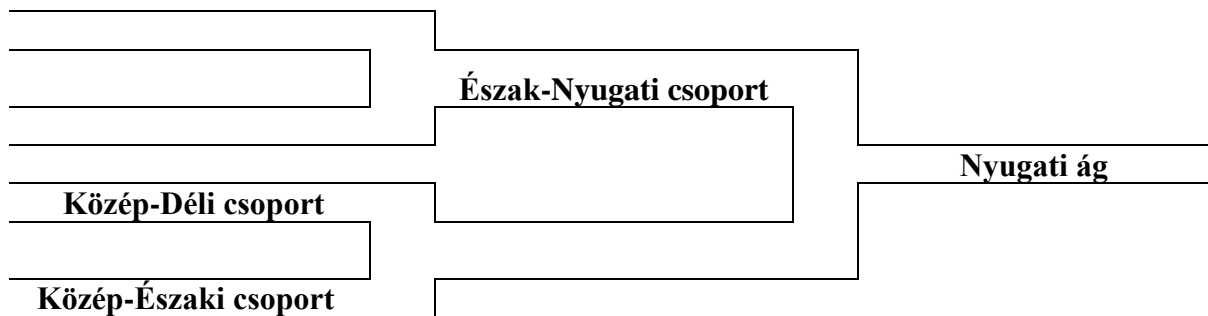 Észak-Nyugati csoport
Nyugati ág
Közép-Déli csoport
Közép-Északi csoport